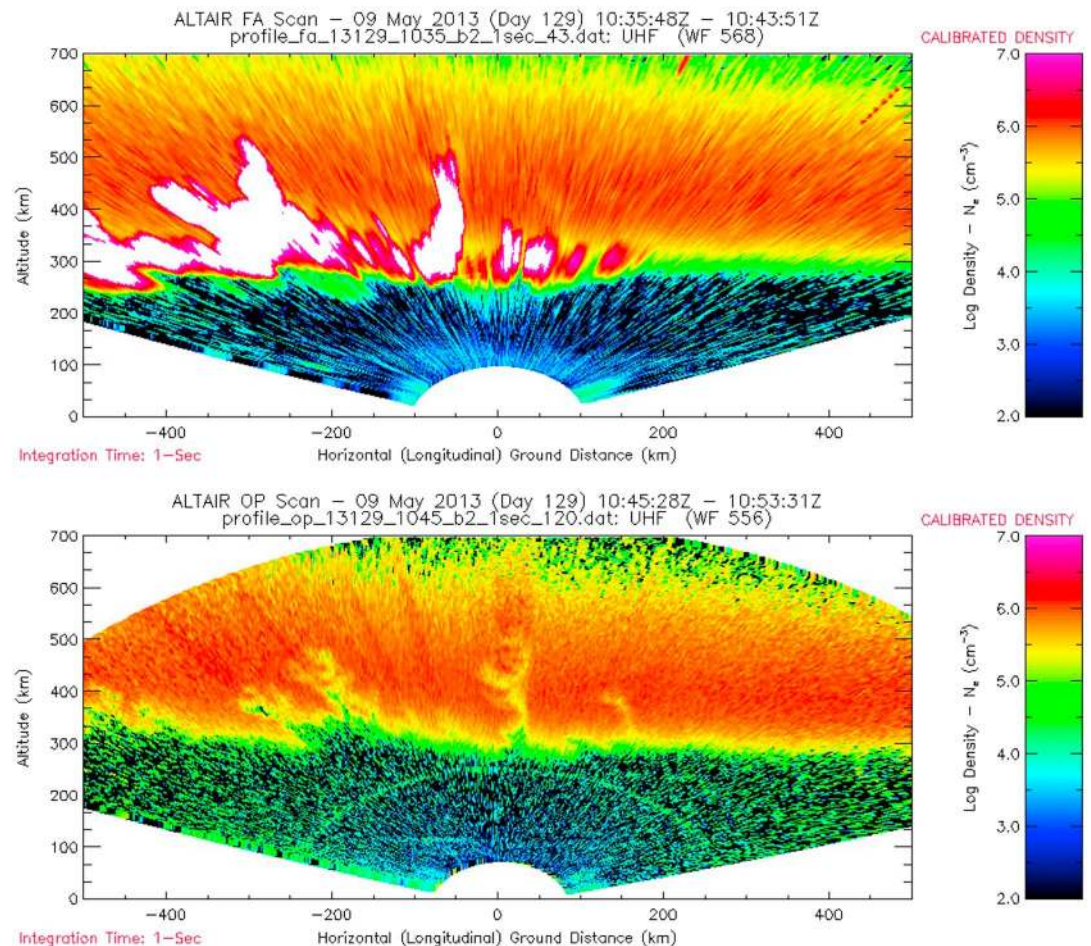 ALTAIR FA Scan – 09 May 2013 (Day 129) 10:35:48Z – 10:43:51Z
profile_fa_13129_1035_b2_1sec_43.dat: UHF (WF 568)
CALIBRATED DENSITY
700
600
500
400
300
200
100
0
Altitude (km)
7.0
6.0
5.0
4.0
3.0
2.0
Log Density – Ne (cm⁻³)
−400 −200 0 200 400
Integration Time: 1–Sec
Horizontal (Longitudinal) Ground Distance (km)
ALTAIR OP Scan – 09 May 2013 (Day 129) 10:45:28Z – 10:53:31Z
profile_op_13129_1045_b2_1sec_120.dat: UHF (WF 556)
CALIBRATED DENSITY
700
600
500
400
300
200
100
0
Altitude (km)
7.0
6.0
5.0
4.0
3.0
2.0
Log Density – Ne (cm⁻³)
−400 −200 0 200 400
Integration Time: 1–Sec
Horizontal (Longitudinal) Ground Distance (km)